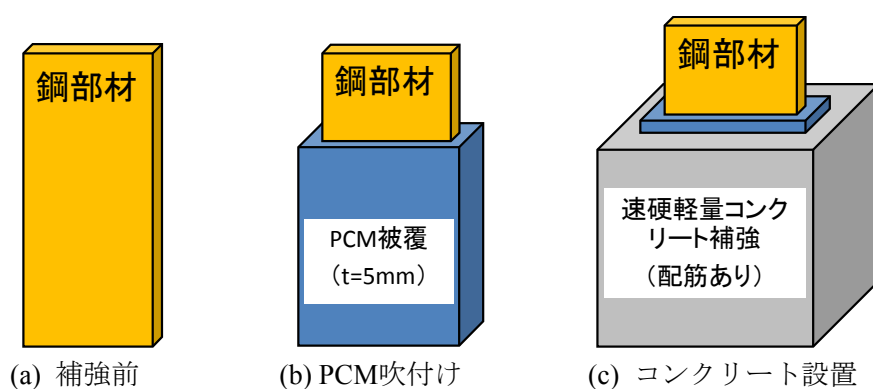 鋼部材
鋼部材
PCM被覆
（t=5mm）
鋼部材
速硬軽量コンク
リート補強
（配筋あり）
(a) 補強前
(b) PCM吹付け
(c) コンクリート設置